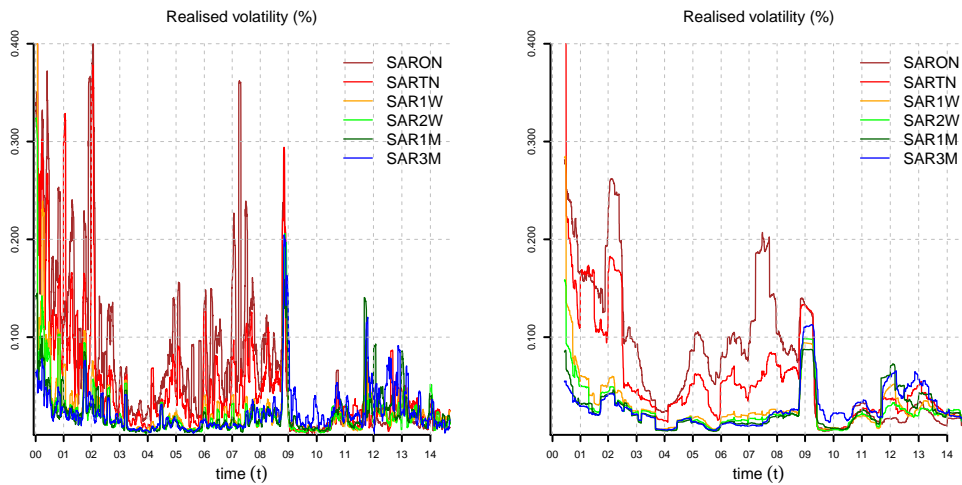 Realised volatility (%)
0.400
0.300
0.200
0.100
SARON
SARTN
SAR1W
SAR2W
SAR1M
SAR3M
00 01 02 03 04 05 06 07 08 09 10 11 12 13 14
time (t)
Realised volatility (%)
0.400
0.300
0.200
0.100
SARON
SARTN
SAR1W
SAR2W
SAR1M
SAR3M
00 01 02 03 04 05 06 07 08 09 10 11 12 13 14
time (t)